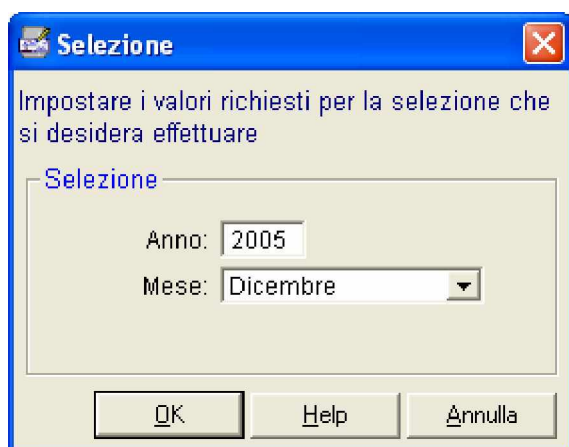 Selezione
Impostare i valori richiesti per la selezione che
si desidera effettuare
Selezione
Anno: 2005
Mese: Dicembre
OK Help Annulla